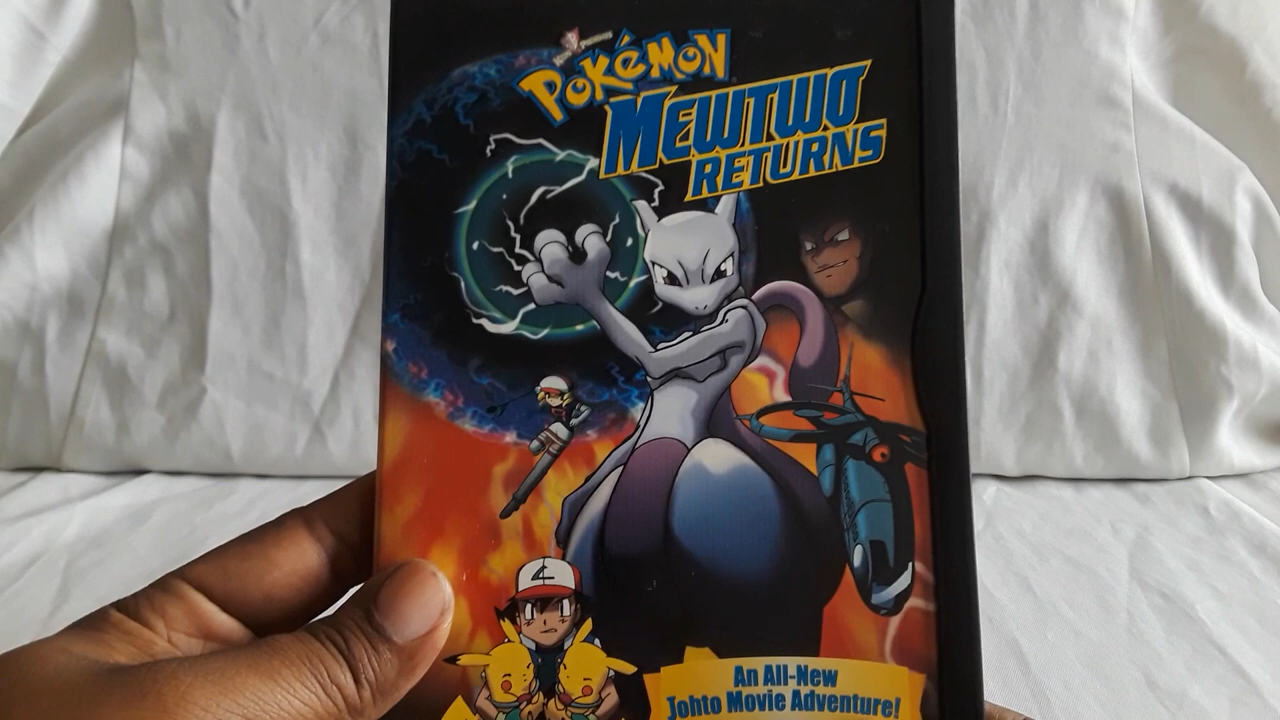 POKéMON
MEWTWO
RETURNS
An All-New
Johto Movie Adventure!